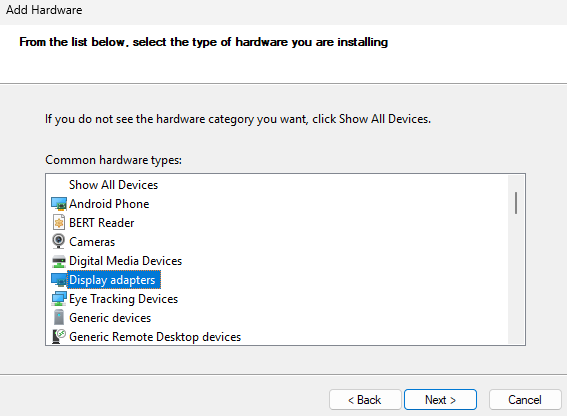 Add Hardware
From the list below, select the type of hardware you are installing
If you do not see the hardware category you want, click Show All Devices.
Common hardware types:
Show All Devices
Android Phone
BERT Reader
Cameras
Digital Media Devices
Display adapters
Eye Tracking Devices
Generic devices
Generic Remote Desktop devices
< Back Next > Cancel